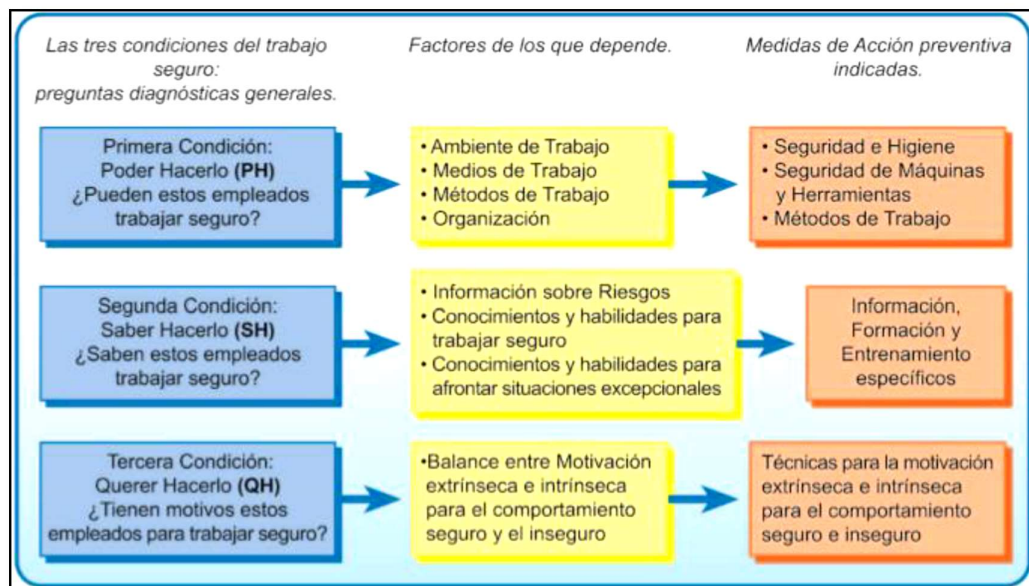 Las tres condiciones del trabajo
seguro:
preguntas diagnósticas generales.
Factores de los que depende.
Medidas de Acción preventiva
indicadas.
Primera Condición:
Poder Hacerlo (PH)
¿Pueden estos empleados
trabajar seguro?
• Ambiente de Trabajo
• Medios de Trabajo
• Métodos de Trabajo
• Organización
• Seguridad e Higiene
• Seguridad de Máquinas
y Herramientas
• Métodos de Trabajo
Segunda Condición:
Saber Hacerlo (SH)
¿Saben estos empleados
trabajar seguro?
• Información sobre Riesgos
• Conocimientos y habilidades para
trabajar seguro
• Conocimientos y habilidades para
afrontar situaciones excepcionales
Información,
Formación y
Entrenamiento
específicos
Tercera Condición:
Querer Hacerlo (QH)
¿Tienen motivos estos
empleados para trabajar seguro?
•Balance entre Motivación
extrínseca e intrínseca
para el comportamiento
seguro y el inseguro
Técnicas para la motivación
extrínseca e intrínseca
para el comportamiento
seguro e inseguro